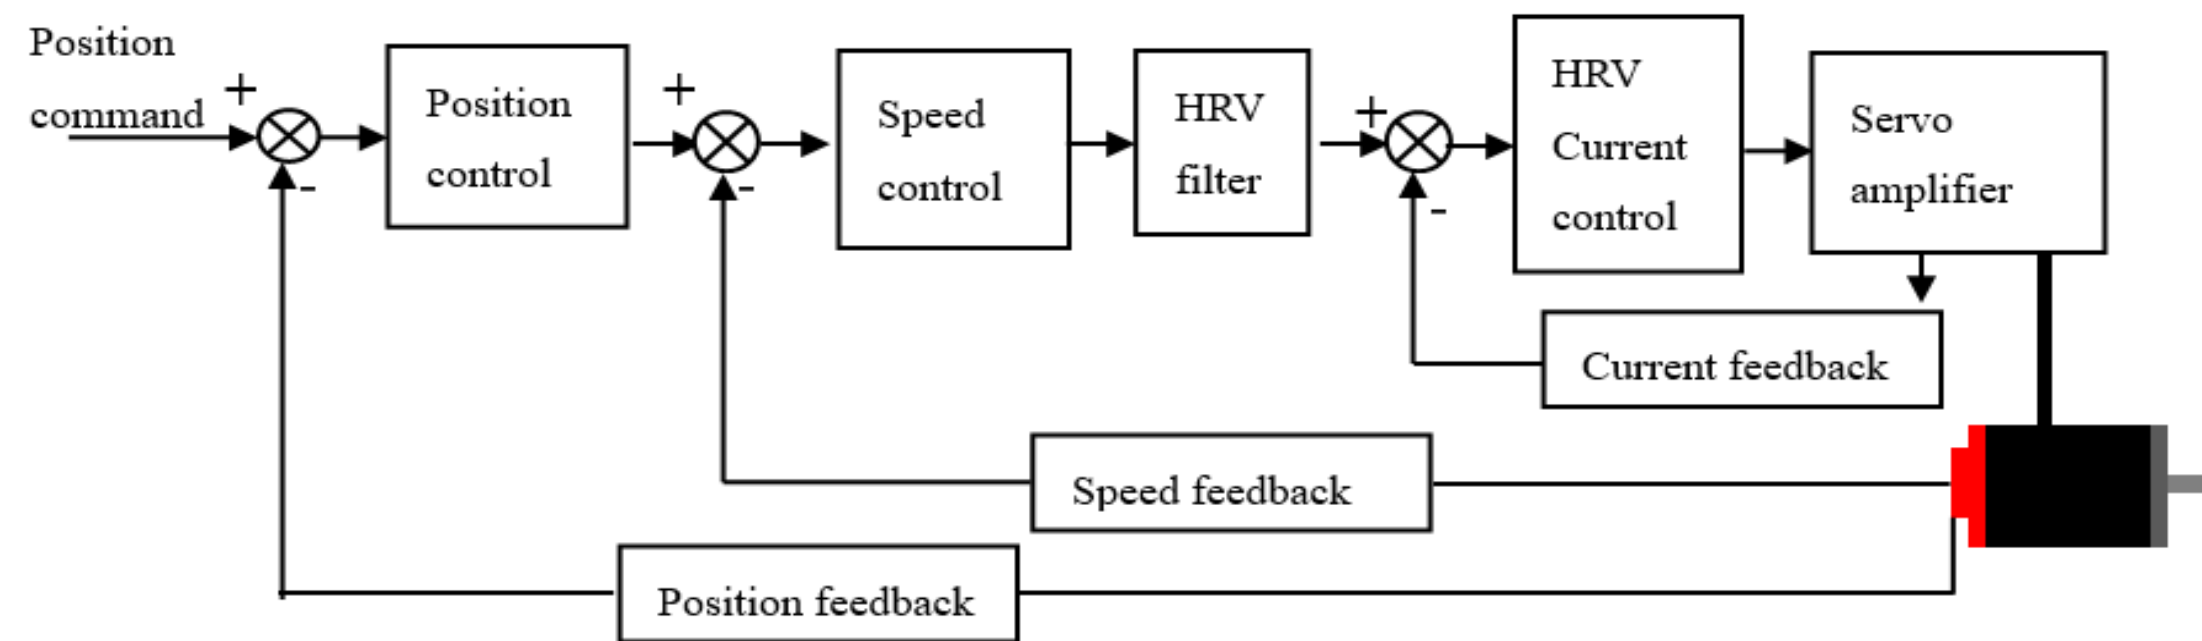 Position
command
+
-
Position
control
+
-
Speed
control
HRV
filter
+
-
HRV
Current
control
Servo
amplifier
Current feedback
Speed feedback
Position feedback